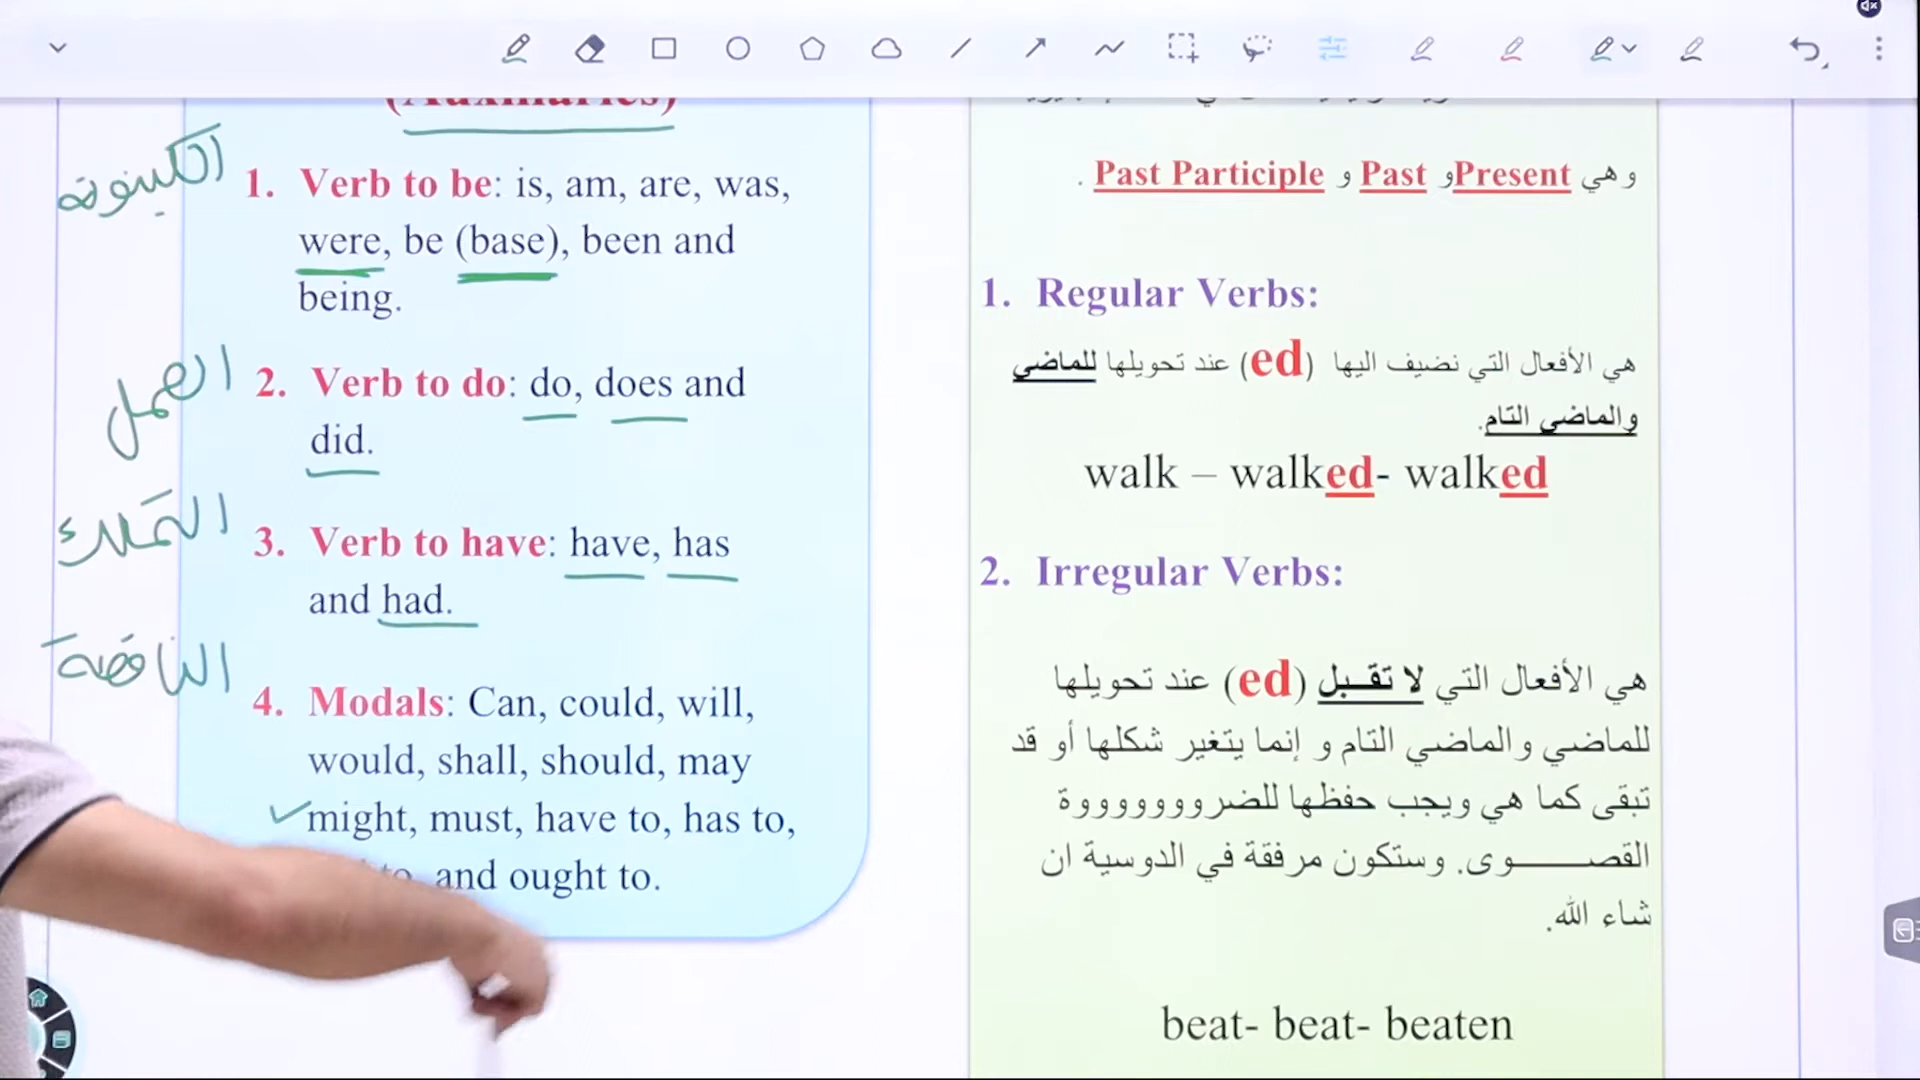 (Auxiliaries)
الكينونة
1. Verb to be: is, am, are, was,
were, be (base), been and
being.
العمل
2. Verb to do: do, does and
did.
التملك
3. Verb to have: have, has
and had.
الناقصة
4. Modals: Can, could, will,
would, shall, should, may
might, must, have to, has to,
and ought to.
وهي Present و Past و Past Participle .
1. Regular Verbs:
هي الأفعال التي نضيف اليها (ed) عند تحويلها للماضي
والماضي التام.
walk – walked- walked
2. Irregular Verbs:
هي الأفعال التي لا تقبل (ed) عند تحويلها
للماضي والماضي التام و إنما يتغير شكلها أو قد
تبقى كما هي ويجب حفظها للضرورووووووة
القصـــــوى. وستكون مرفقة في الدوسية ان
شاء الله.
beat- beat- beaten